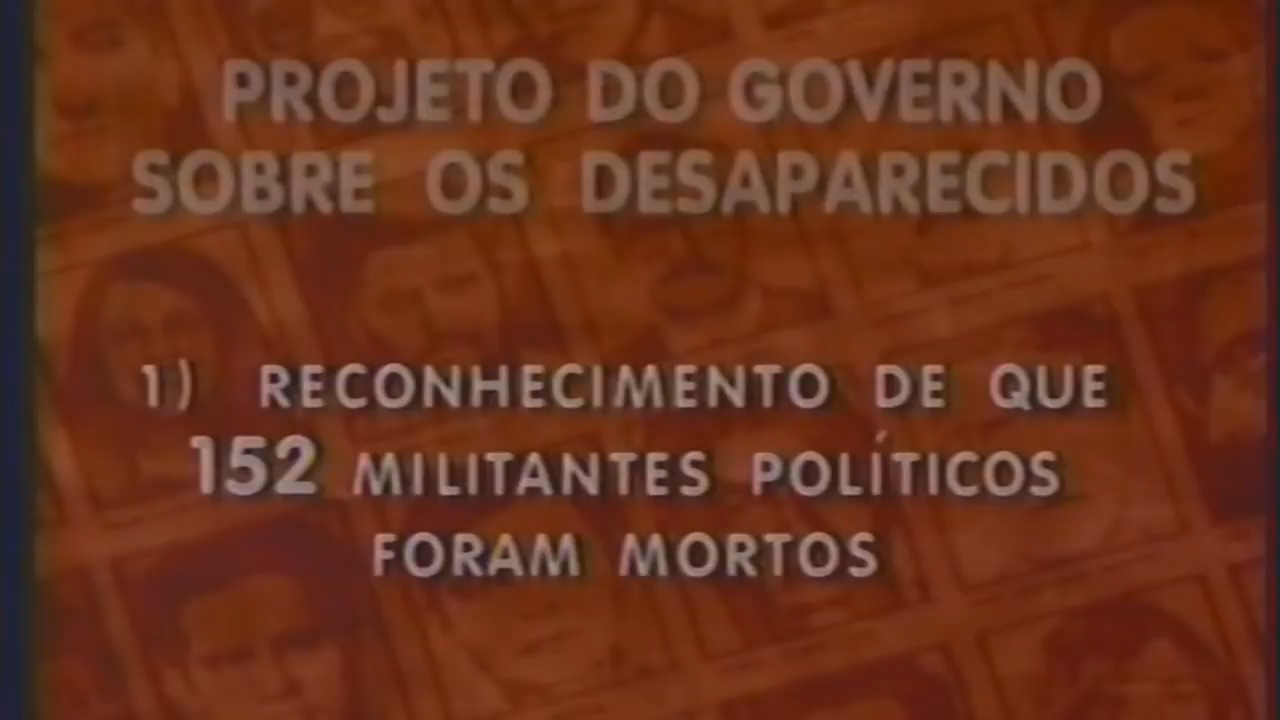 PROJETO DO GOVERNO
SOBRE OS DESAPARECIDOS
1) RECONHECIMENTO DE QUE
152 MILITANTES POLÍTICOS
FORAM MORTOS